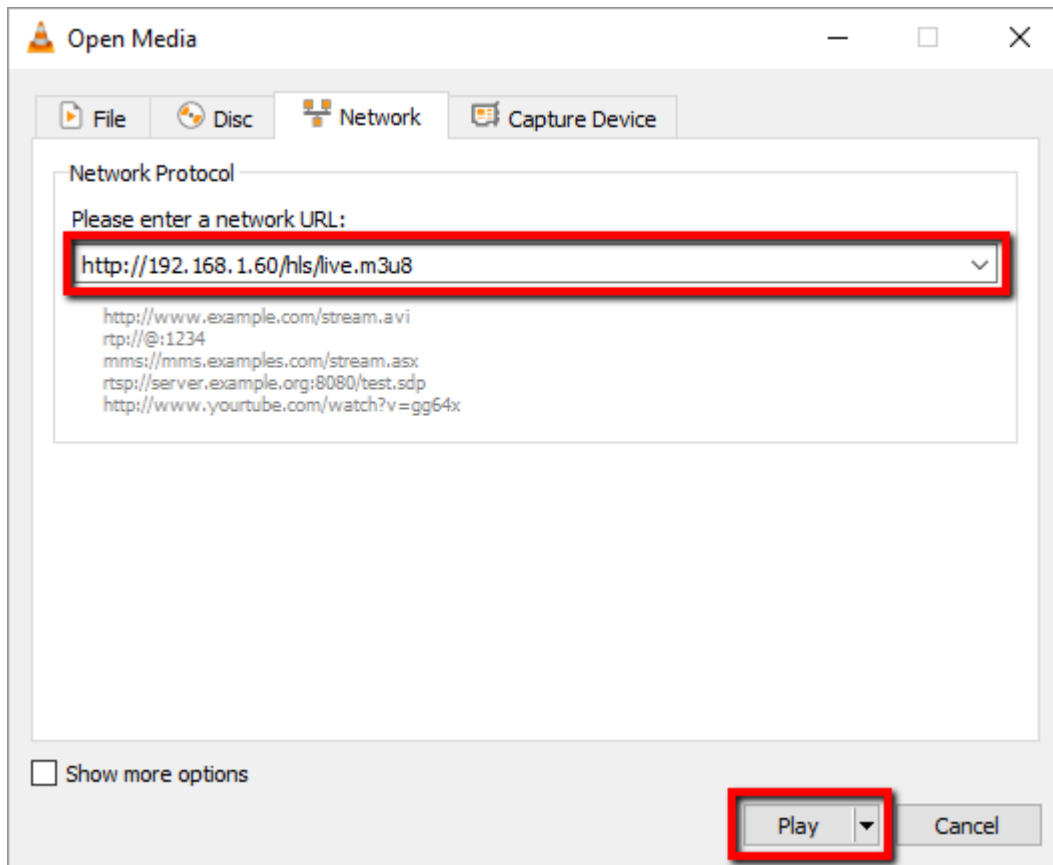 Open Media
File Disc Network Capture Device
Network Protocol
Please enter a network URL:
http://192.168.1.60/hls/live.m3u8
http://www.example.com/stream.avi
rtp://@:1234
mms://mms.examples.com/stream.asx
rtsp://server.example.org:8080/test.sdp
http://www.yourtube.com/watch?v=gg64x
Show more options
Play Cancel